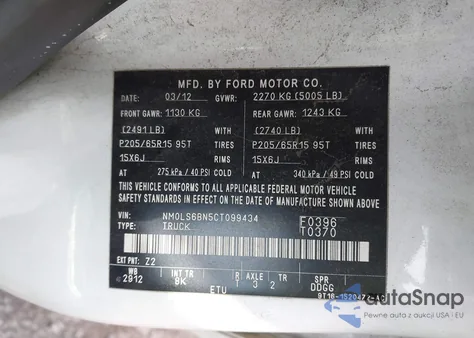 MFD. BY FORD MOTOR CO.
DATE: 03/12 GVWR: 2270 KG (5005 LB)
FRONT GAWR: 1130 KG REAR GAWR: 1243 KG
(2491 LB) WITH (2740 LB) WITH
P205/65R15 95T TIRES P205/65R15 95T TIRES
15X6J RIMS 15X6J RIMS
AT 275 kPa / 40 PSI COLD AT 340 kPa / 49 PSI COLD
THIS VEHICLE CONFORMS TO ALL APPLICABLE FEDERAL MOTOR VEHICLE
SAFETY STANDARDS IN EFFECT ON THE DATE OF MANUFACTURE SHOWN ABOVE.
VIN: NM0LS6BN5CT099434 F0396
TYPE: TRUCK T0370
EXT PNT: Z2
WB INT TR R AXLE TR SPR
2912 8K 1 3 2 DDGG
ETU
autoSnap
Pewne auta z USA i EU